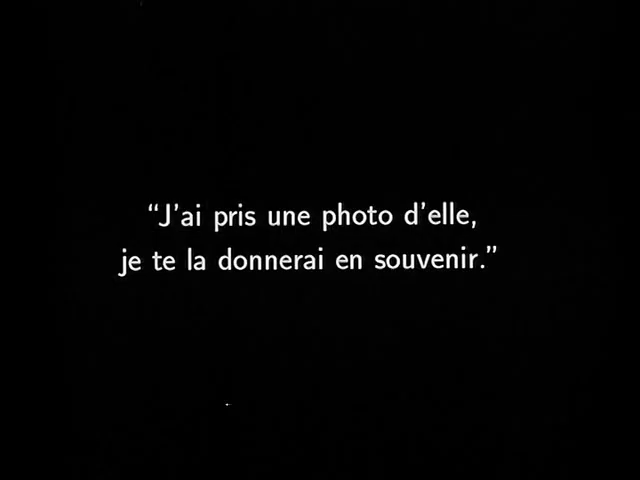 “J’ai pris une photo d’elle,
je te la donnerai en souvenir.”